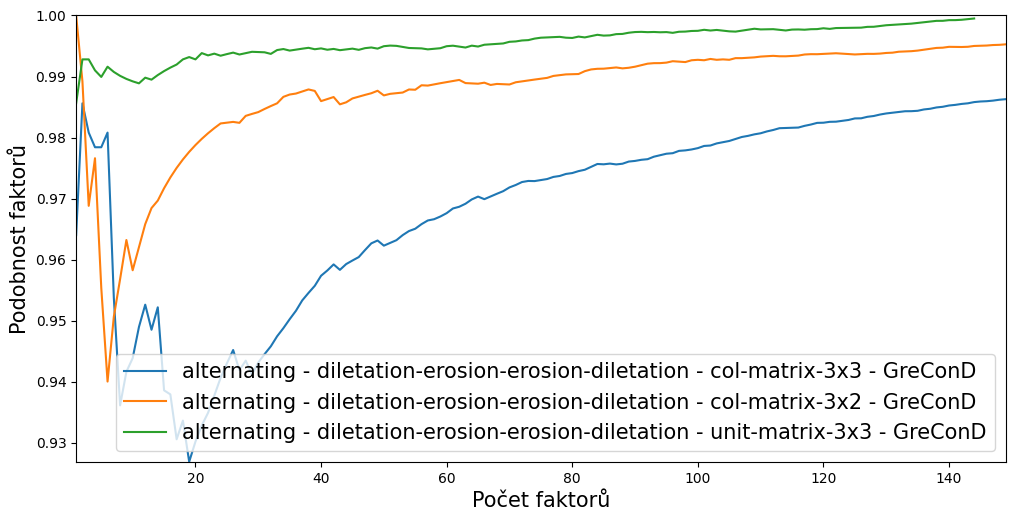 1.00
0.99
0.98
0.97
0.96
0.95
0.94
0.93
Podobnost faktorů
alternating - diletation-erosion-erosion-diletation - col-matrix-3x3 - GreConD
alternating - diletation-erosion-erosion-diletation - col-matrix-3x2 - GreConD
alternating - diletation-erosion-erosion-diletation - unit-matrix-3x3 - GreConD
20 40 60 80 100 120 140
Počet faktorů